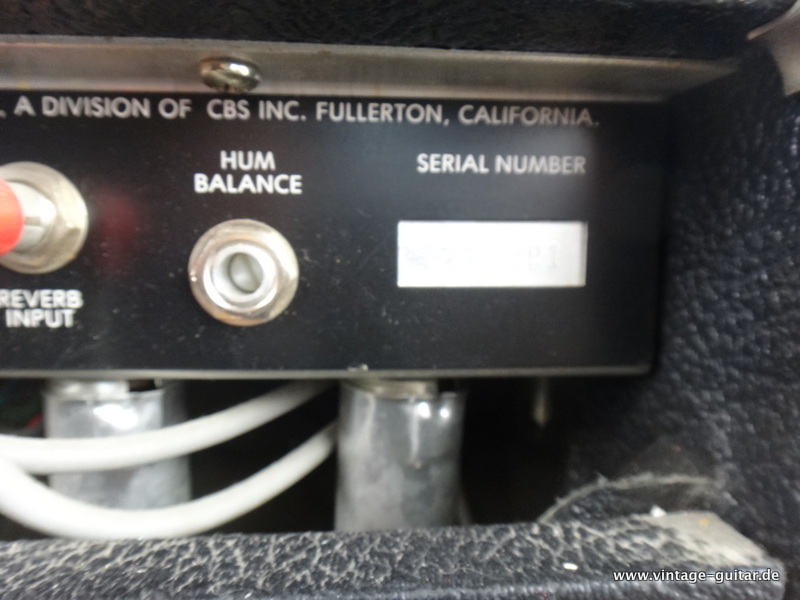 . A DIVISION OF CBS INC. FULLERTON, CALIFORNIA.
HUM
BALANCE
SERIAL NUMBER
REVERB
INPUT
www.vintage-guitar.de